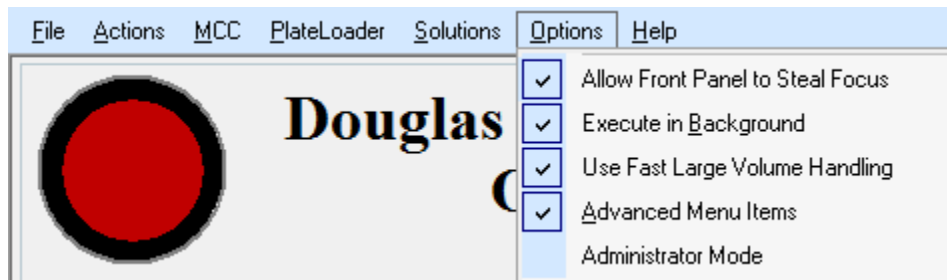 File Actions MCC PlateLoader Solutions Options Help
Douglas
Allow Front Panel to Steal Focus
Execute in Background
Use Fast Large Volume Handling
Advanced Menu Items
Administrator Mode